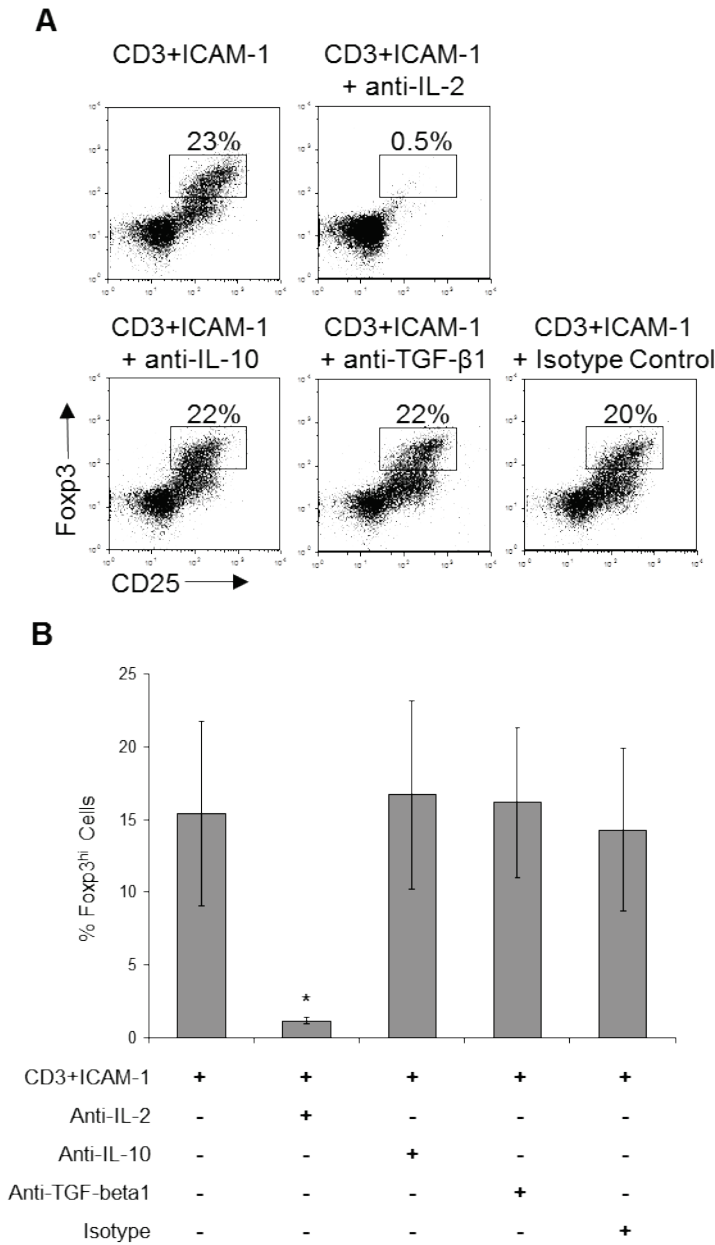 A
CD3+ICAM-1
CD3+ICAM-1
+ anti-IL-2
23%
0.5%
CD3+ICAM-1
+ anti-IL-10
CD3+ICAM-1
+ anti-TGF-β1
CD3+ICAM-1
+ Isotype Control
22%
22%
20%
Foxp3
CD25
B
25
20
15
10
5
0
% Foxp3hi Cells
*
CD3+ICAM-1 + + + + +
Anti-IL-2 - + - - -
Anti-IL-10 - - + - -
Anti-TGF-beta1 - - - + -
Isotype - - - - +